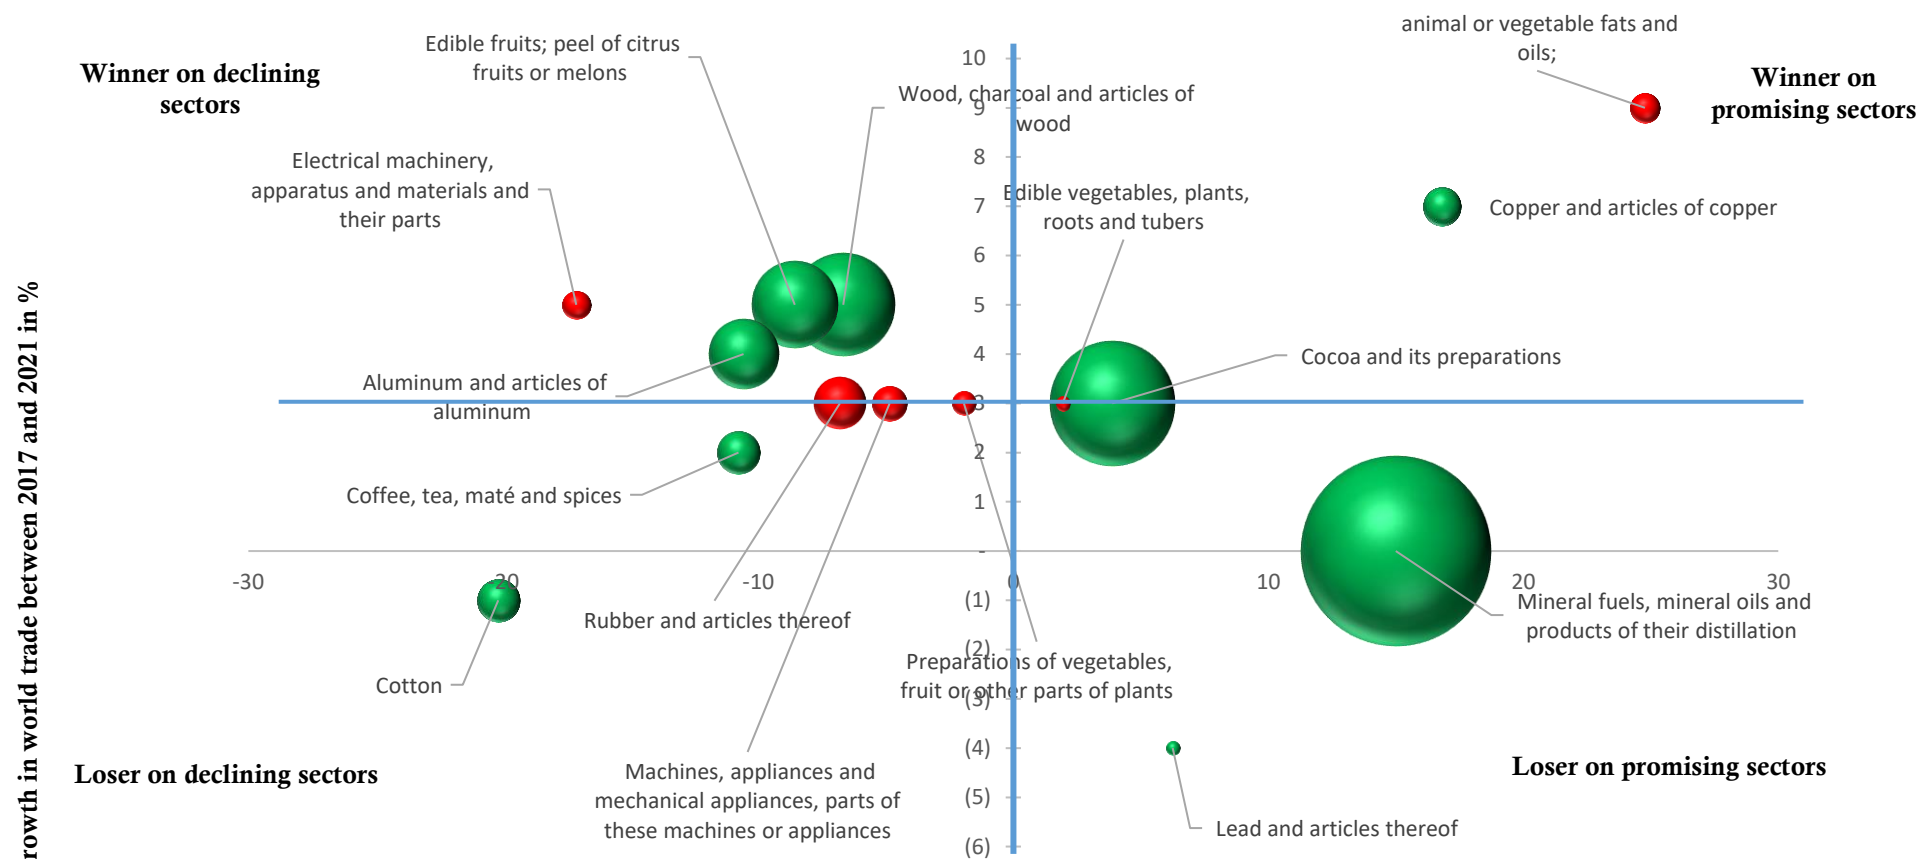 animal or vegetable fats and
oils;
Edible fruits; peel of citrus
fruits or melons
Winner on declining
sectors
Winner on
promising sectors
Wood, charcoal and articles of
wood
Electrical machinery,
apparatus and materials and
their parts
Edible vegetables, plants,
roots and tubers
Copper and articles of copper
10
9
8
7
6
5
4
3
2
1
-
(1)
(2)
(3)
(4)
(5)
(6)
rowth in world trade between 2017 and 2021 in %
Cocoa and its preparations
Aluminum and articles of
aluminum
Coffee, tea, maté and spices
-30
-20
-10
0
10
20
30
Rubber and articles thereof
Mineral fuels, mineral oils and
products of their distillation
Cotton
Preparations of vegetables,
fruit or other parts of plants
Loser on declining sectors
Loser on promising sectors
Machines, appliances and
mechanical appliances, parts of
these machines or appliances
Lead and articles thereof